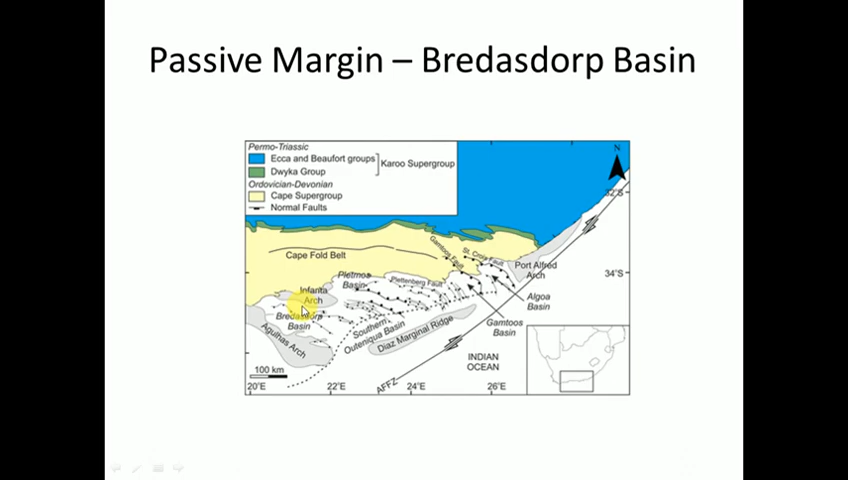 Passive Margin – Bredasdorp Basin
Permo-Triassic
Ecca and Beaufort groups
Karoo Supergroup
Dwyka Group
Ordovician-Devonian
Cape Supergroup
Normal Faults
N
32°S
Cape Fold Belt
Gamtoos Fault
St. Croix Fault
Port Alfred
Arch
34°S
Pletmos
Basin
Plettenberg Fault
Infanta
Arch
Algoa
Basin
Bredasdorp
Basin
Southern
Outeniqua Basin
Gamtoos
Basin
Agulhas Arch
Diaz Marginal Ridge
INDIAN
OCEAN
100 km
AFFZ
20°E
22°E
24°E
26°E